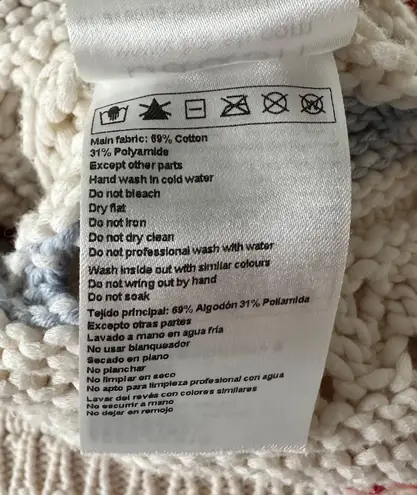 Main fabric: 69% Cotton
31% Polyamide
Except other parts
Hand wash in cold water
Do not bleach
Dry flat
Do not iron
Do not dry clean
Do not professional wash with water
Wash inside out with similar colours
Do not wring out by hand
Do not soak
Tejido principal: 69% Algodón 31% Poliamida
Excepto otras partes
Lavado a mano en agua fría
No usar blanqueador
Secado en plano
No planchar
No limpiar en seco
No apto para limpieza profesional con agua
Lavar del revés con colores similares
No escurrir a mano
No dejar en remojo